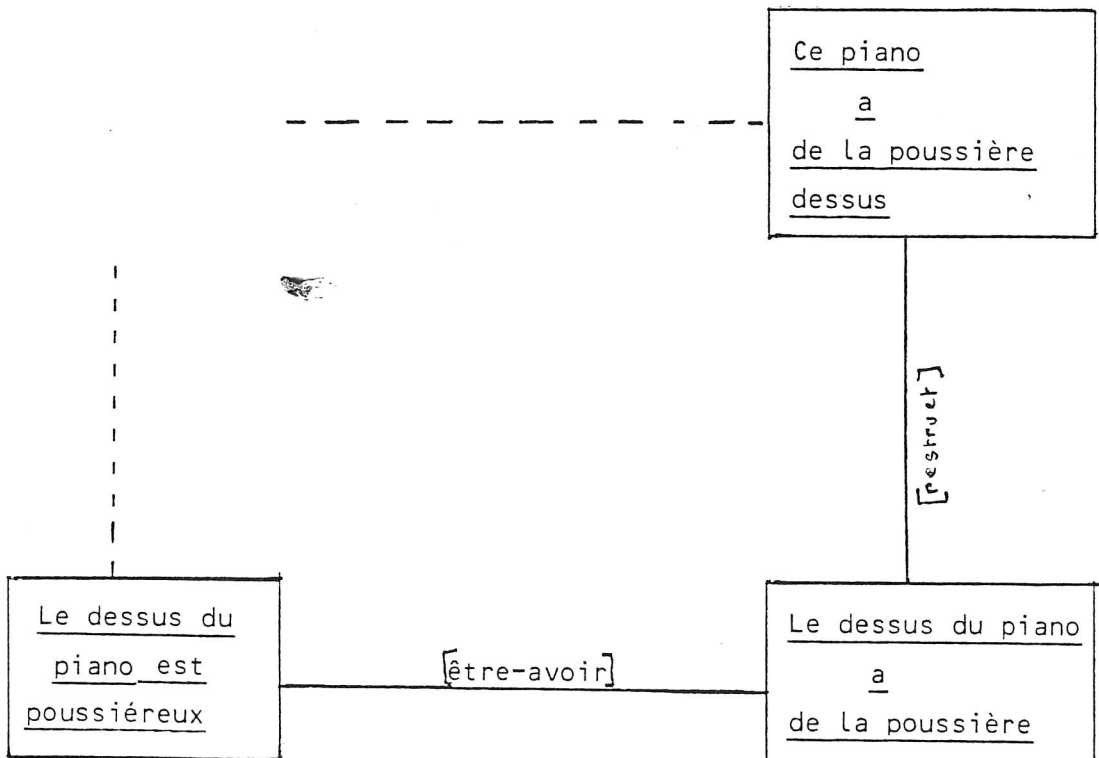 Ce piano
a
de la poussière
dessus
[restruct]
Le dessus du
piano est
poussiéreux
[être-avoir]
Le dessus du piano
a
de la poussière